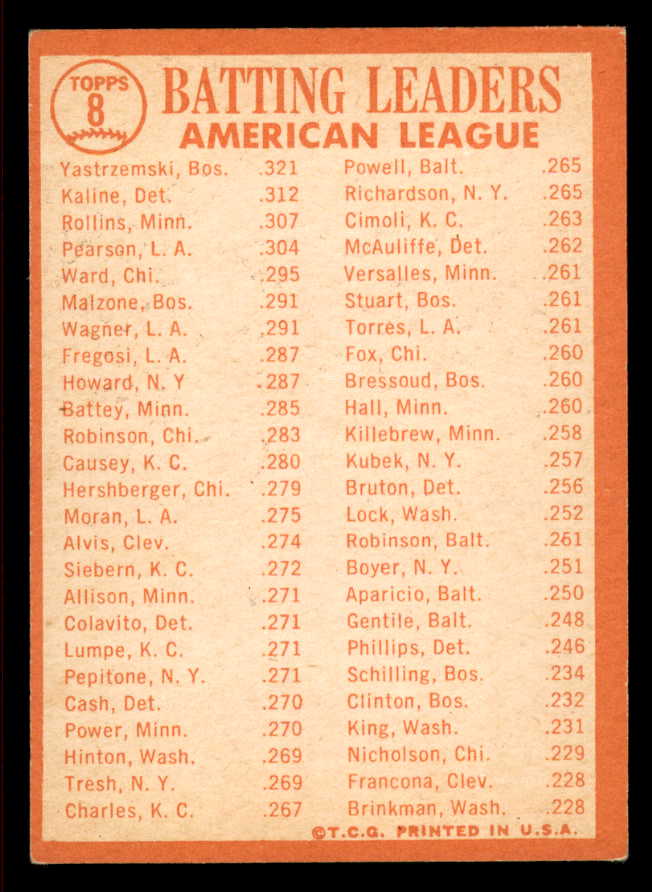 TOPPS
8
BATTING LEADERS
AMERICAN LEAGUE
Yastrzemski, Bos. .321
Kaline, Det. .312
Rollins, Minn. .307
Pearson, L. A. .304
Ward, Chi. .295
Malzone, Bos. .291
Wagner, L. A. .291
Fregosi, L. A. .287
Howard, N. Y .287
Battey, Minn. .285
Robinson, Chi. .283
Causey, K. C. .280
Hershberger, Chi. .279
Moran, L. A. .275
Alvis, Clev. .274
Siebern, K. C. .272
Allison, Minn. .271
Colavito, Det. .271
Lumpe, K. C. .271
Pepitone, N. Y. .271
Cash, Det. .270
Power, Minn. .270
Hinton, Wash. .269
Tresh, N. Y. .269
Charles, K. C. .267
Powell, Balt. .265
Richardson, N. Y. .265
Cimoli, K. C. .263
McAuliffe, Det. .262
Versalles, Minn. .261
Stuart, Bos. .261
Torres, L. A. .261
Fox, Chi. .260
Bressoud, Bos. .260
Hall, Minn. .260
Killebrew, Minn. .258
Kubek, N. Y. .257
Bruton, Det. .256
Lock, Wash. .252
Robinson, Balt. .261
Boyer, N. Y. .251
Aparicio, Balt. .250
Gentile, Balt. .248
Phillips, Det. .246
Schilling, Bos. .234
Clinton, Bos. .232
King, Wash. .231
Nicholson, Chi. .229
Francona, Clev. .228
Brinkman, Wash. .228
©T.C.G. PRINTED IN U.S.A.